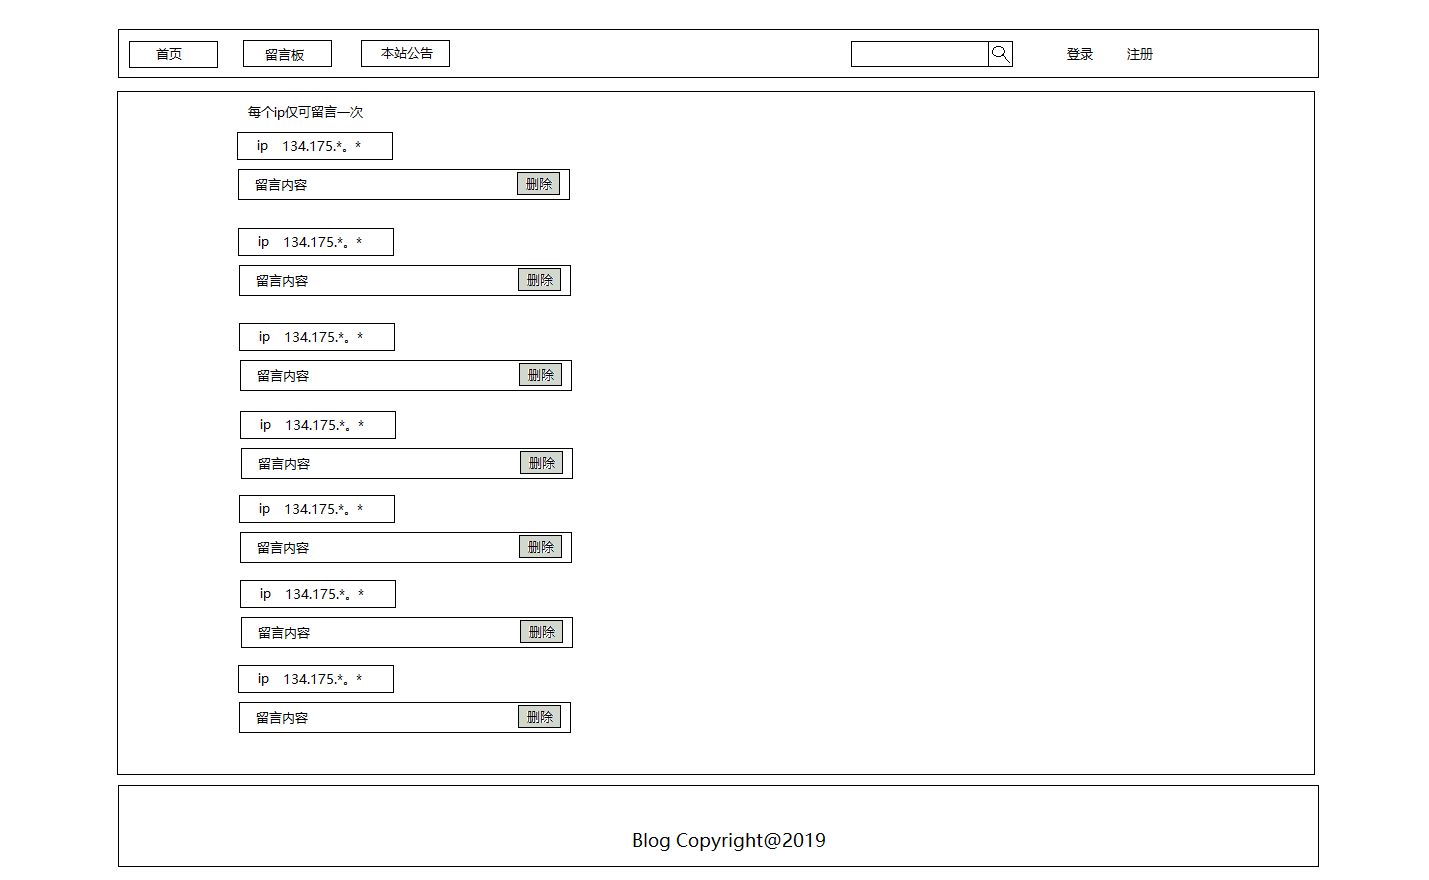 首页 留言板 本站公告 登录 注册
每个ip仅可留言一次
ip 134.175.*。*
留言内容 删除
ip 134.175.*。*
留言内容 删除
ip 134.175.*。*
留言内容 删除
ip 134.175.*。*
留言内容 删除
ip 134.175.*。*
留言内容 删除
ip 134.175.*。*
留言内容 删除
ip 134.175.*。*
留言内容 删除
Blog Copyright@2019